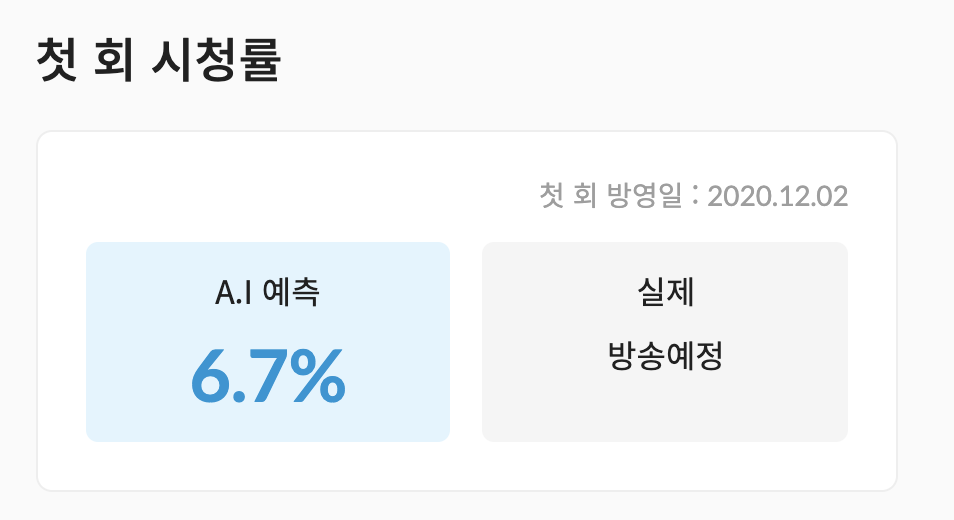 첫 회 시청률
첫 회 방영일 : 2020.12.02
A.I 예측
6.7%
실제
방송예정